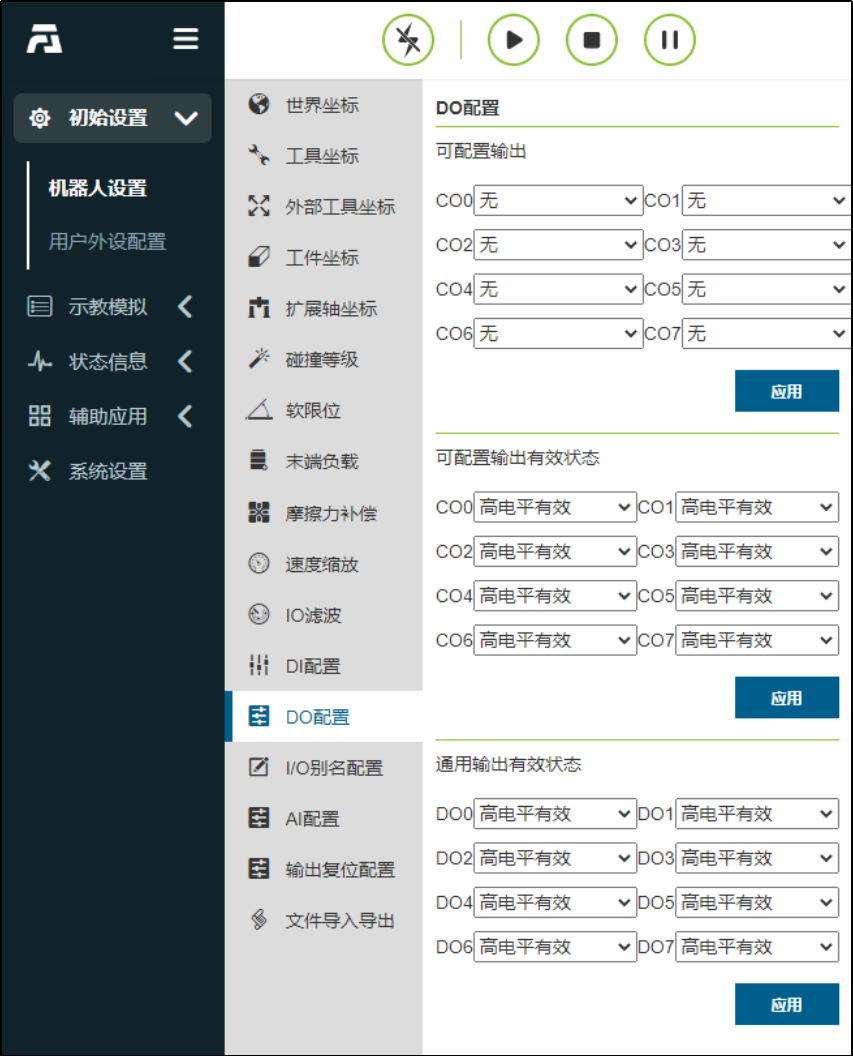 初始设置
机器人设置
用户外设配置
示教模拟
状态信息
辅助应用
系统设置
世界坐标
工具坐标
外部工具坐标
工件坐标
扩展轴坐标
碰撞等级
软限位
末端负载
摩擦力补偿
速度缩放
IO滤波
DI配置
DO配置
I/O别名配置
AI配置
输出复位配置
文件导入导出
DO配置
可配置输出
CO0 无 CO1 无
CO2 无 CO3 无
CO4 无 CO5 无
CO6 无 CO7 无
应用
可配置输出有效状态
CO0 高电平有效 CO1 高电平有效
CO2 高电平有效 CO3 高电平有效
CO4 高电平有效 CO5 高电平有效
CO6 高电平有效 CO7 高电平有效
应用
通用输出有效状态
DO0 高电平有效 DO1 高电平有效
DO2 高电平有效 DO3 高电平有效
DO4 高电平有效 DO5 高电平有效
DO6 高电平有效 DO7 高电平有效
应用